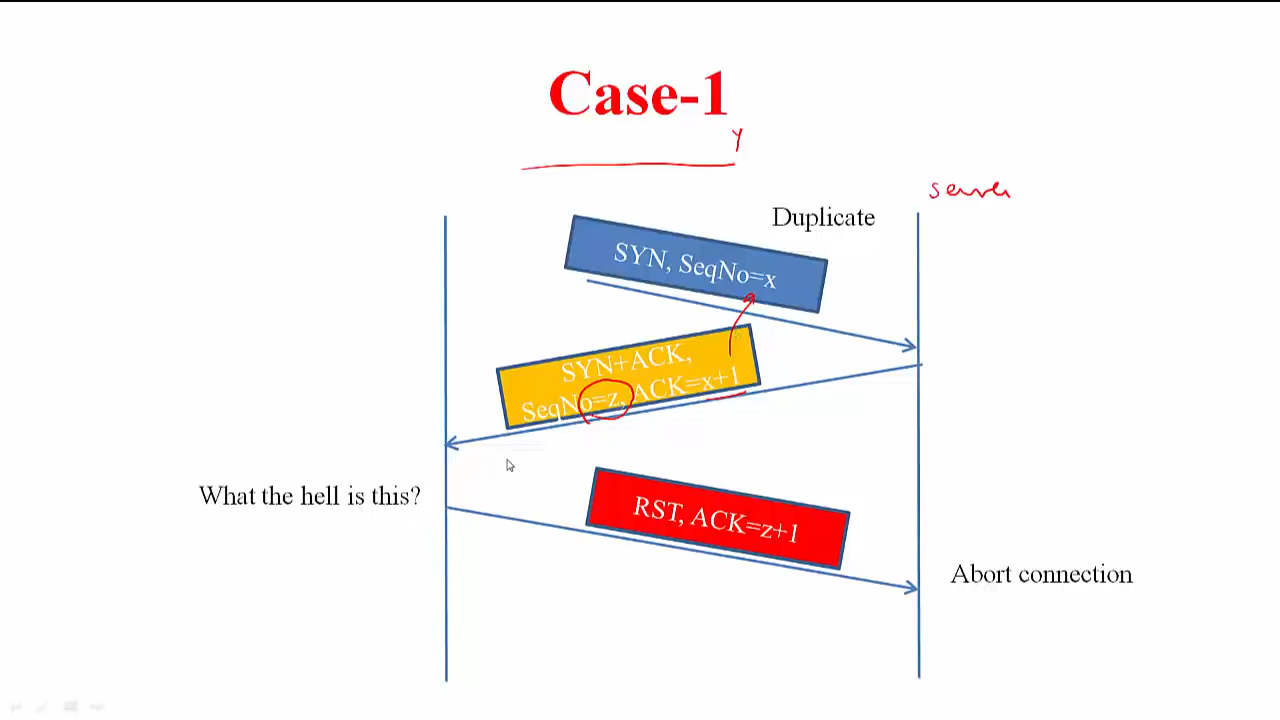 Case-1
y
server
Duplicate
SYN, SeqNo=x
SYN+ACK,
SeqNo=z, ACK=x+1
What the hell is this?
RST, ACK=z+1
Abort connection